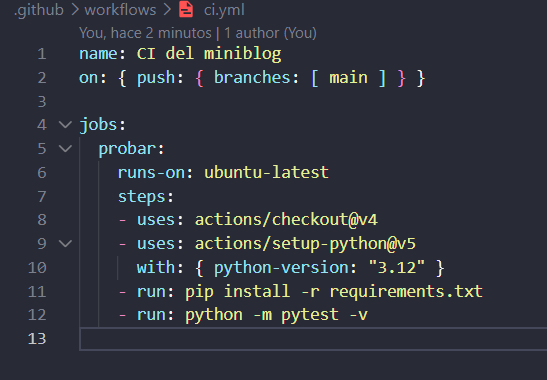 .github > workflows > ci.yml
You, hace 2 minutos | 1 author (You)
1 name: CI del miniblog
2 on: { push: { branches: [ main ] } }
3
4 jobs:
5   probar:
6     runs-on: ubuntu-latest
7     steps:
8     - uses: actions/checkout@v4
9     - uses: actions/setup-python@v5
10       with: { python-version: "3.12" }
11     - run: pip install -r requirements.txt
12     - run: python -m pytest -v
13